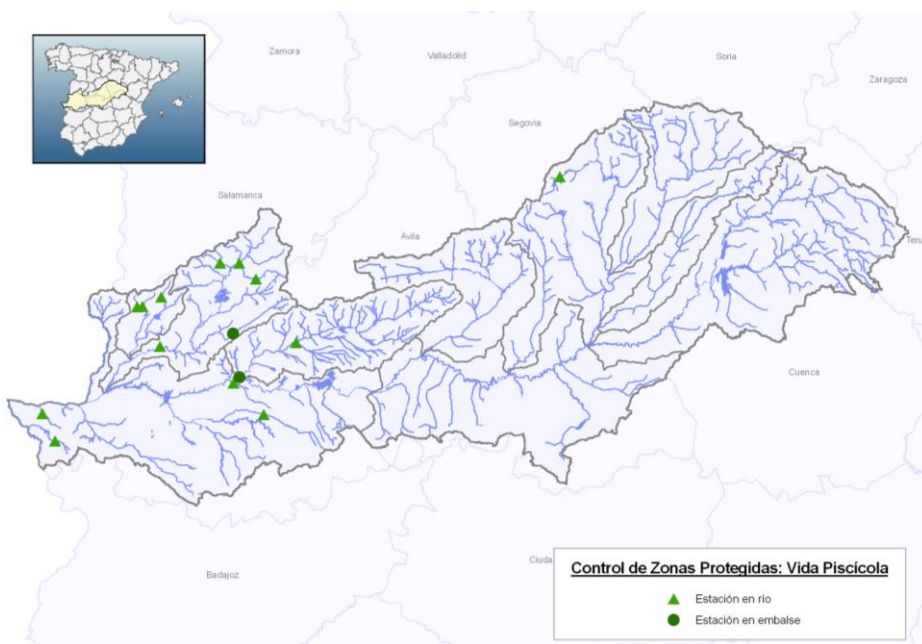 Zamora
Valladolid
Soria
Zaragoza
Segovia
Salamanca
Ávila
Teru
Cuenca
Badajoz
Ciuda
Control de Zonas Protegidas: Vida Piscícola
Estación en río
Estación en embalse